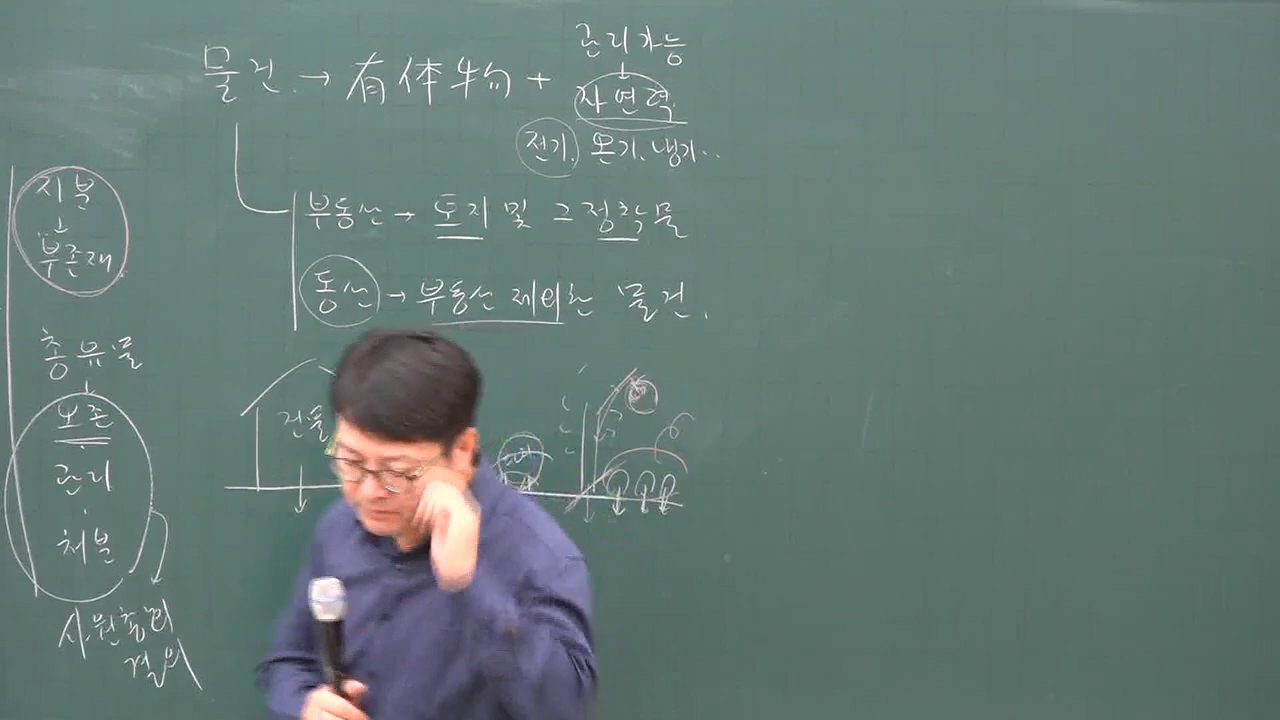 관리가능
↓
물건. → 有体物 + 자연력.
전기. 온기. 냉기..
부동산 → 토지 및 그 정착물
동산 → 부동산 제외한 물건.
지분
↓
부존재
총유물
↓
보존
관리
처분
사원총회
결의
건물